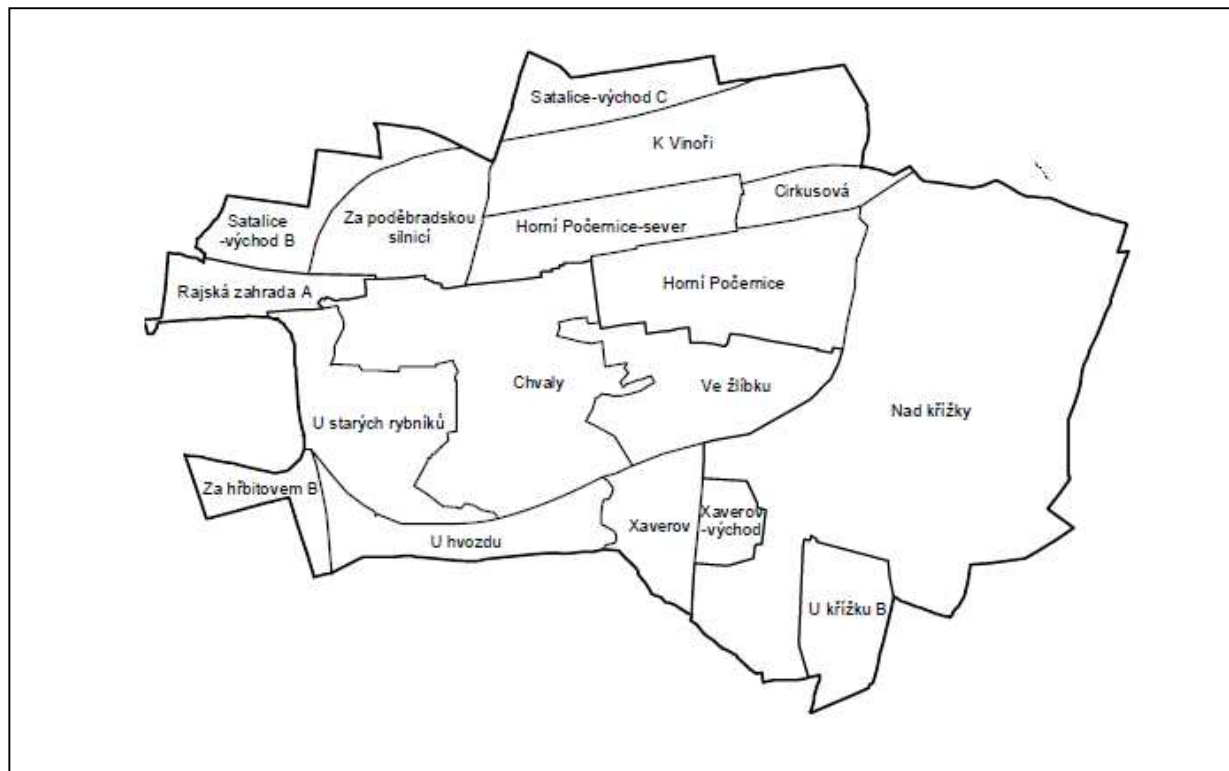 Satalice-východ C
K Vinoři
Cirkusová
Za poděbradskou
silnicí
Horní Počernice-sever
Satalice
-východ B
Rajská zahrada A
Horní Počernice
Chvaly
Ve žlíbku
Nad křížky
U starých rybníků
Za hřbitovem B
Xaverov
Xaverov
-východ
U hvozdu
U křížku B